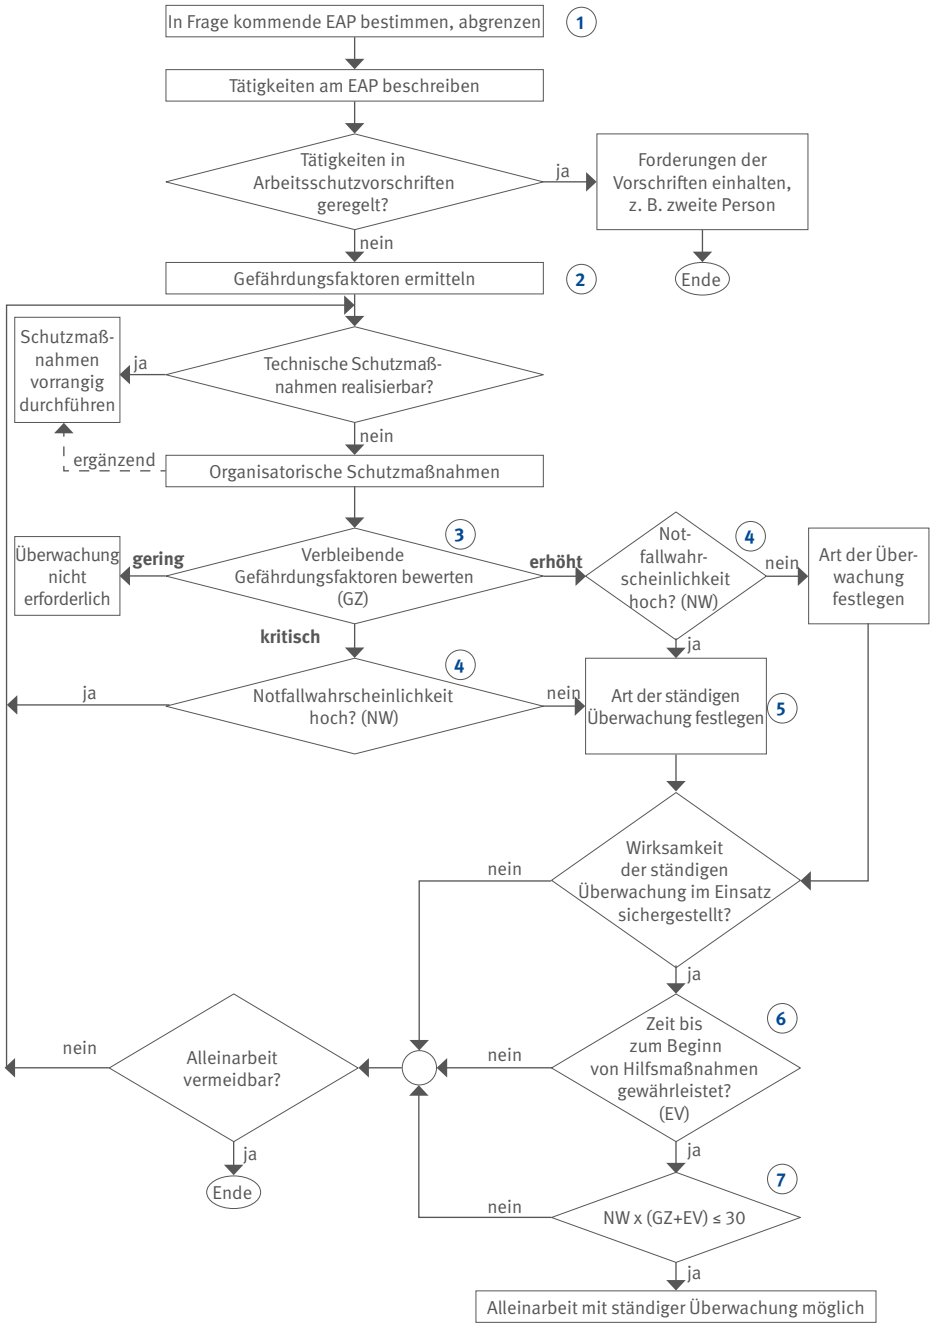 In Frage kommende EAP bestimmen, abgrenzen
1
Tätigkeiten am EAP beschreiben
Tätigkeiten in
Arbeitsschutzvorschriften
geregelt?
ja
Forderungen der
Vorschriften einhalten,
z. B. zweite Person
nein
Ende
Gefährdungsfaktoren ermitteln
2
Schutzmaß-
nahmen
vorrangig
durchführen
ja
Technische Schutzmaß-
nahmen realisierbar?
nein
ergänzend
Organisatorische Schutzmaßnahmen
3
Überwachung
nicht
erforderlich
gering
Verbleibende
Gefährdungsfaktoren bewerten
(GZ)
erhöht
Not-
fallwahr-
scheinlichkeit
hoch? (NW)
4
nein
Art der Über-
wachung
festlegen
kritisch
ja
4
ja
Notfallwahrscheinlichkeit
hoch? (NW)
nein
Art der ständigen
Überwachung festlegen
5
Wirksamkeit
der ständigen
Überwachung im Einsatz
sichergestellt?
nein
ja
6
Zeit bis
zum Beginn
von Hilfsmaßnahmen
gewährleistet?
(EV)
nein
nein
Alleinarbeit
vermeidbar?
ja
ja
Ende
7
NW x (GZ+EV) ≤ 30
nein
ja
Alleinarbeit mit ständiger Überwachung möglich